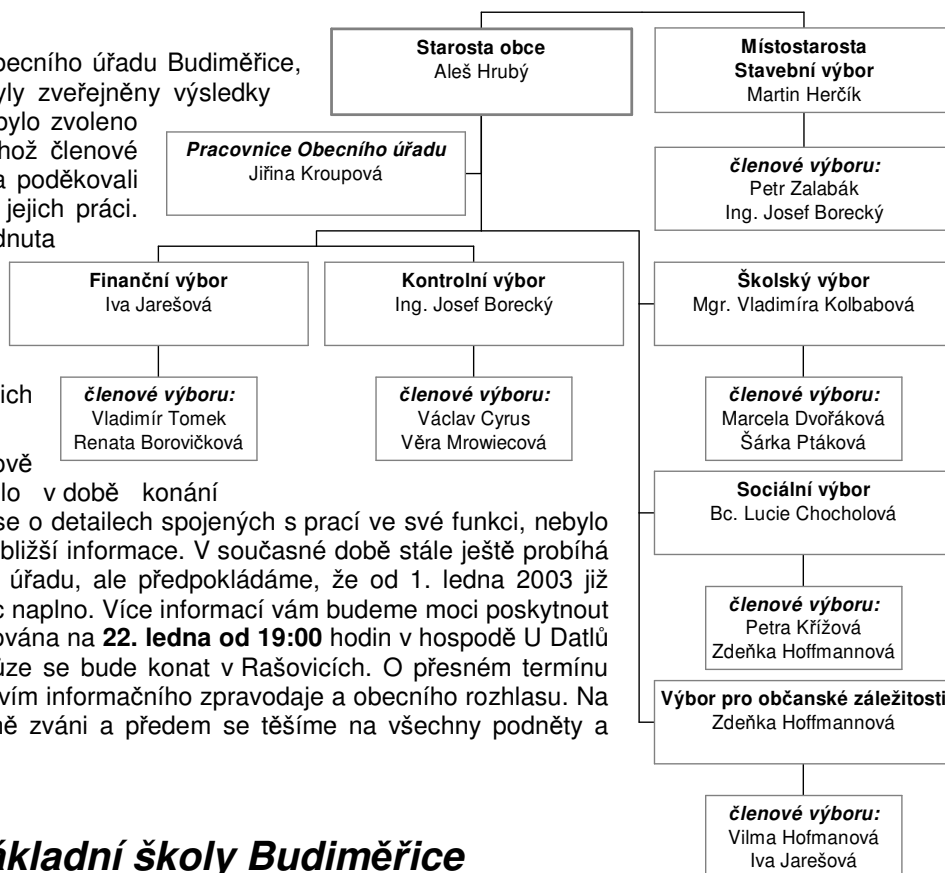 Starosta obce
Aleš Hrubý
Místostarosta
Stavební výbor
Martin Herčík
členové výboru:
Petr Zalabák
Ing. Josef Borecký
Pracovnice Obecního úřadu
Jiřina Kroupová
Finanční výbor
Iva Jarešová
členové výboru:
Vladimír Tomek
Renata Borovičková
Kontrolní výbor
Ing. Josef Borecký
členové výboru:
Václav Cyrus
Věra Mrowiecová
Školský výbor
Mgr. Vladimíra Kolbabová
členové výboru:
Marcela Dvořáková
Šárka Ptáková
Sociální výbor
Bc. Lucie Chocholová
členové výboru:
Petra Křížová
Zdeňka Hoffmannová
Výbor pro občanské záležitosti
Zdeňka Hoffmannová
členové výboru:
Vilma Hofmanová
Iva Jarešová
becního úřadu Budiměřice,
yly zveřejněny výsledky
bylo zvoleno
hož členové
a poděkovali
jejich práci.
dnuta
ich
ově
lo v době konání
se o detailech spojených s prací ve své funkci, nebylo
bližší informace. V současné době stále ještě probíhá
úřadu, ale předpokládáme, že od 1. ledna 2003 již
c naplno. Více informací vám budeme moci poskytnout
ována na 22. ledna od 19:00 hodin v hospodě U Datlů
ůze se bude konat v Rašovicích. O přesném termínu
vím informačního zpravodaje a obecního rozhlasu. Na
ně zváni a předem se těšíme na všechny podněty a
ákladní školy Budiměřice